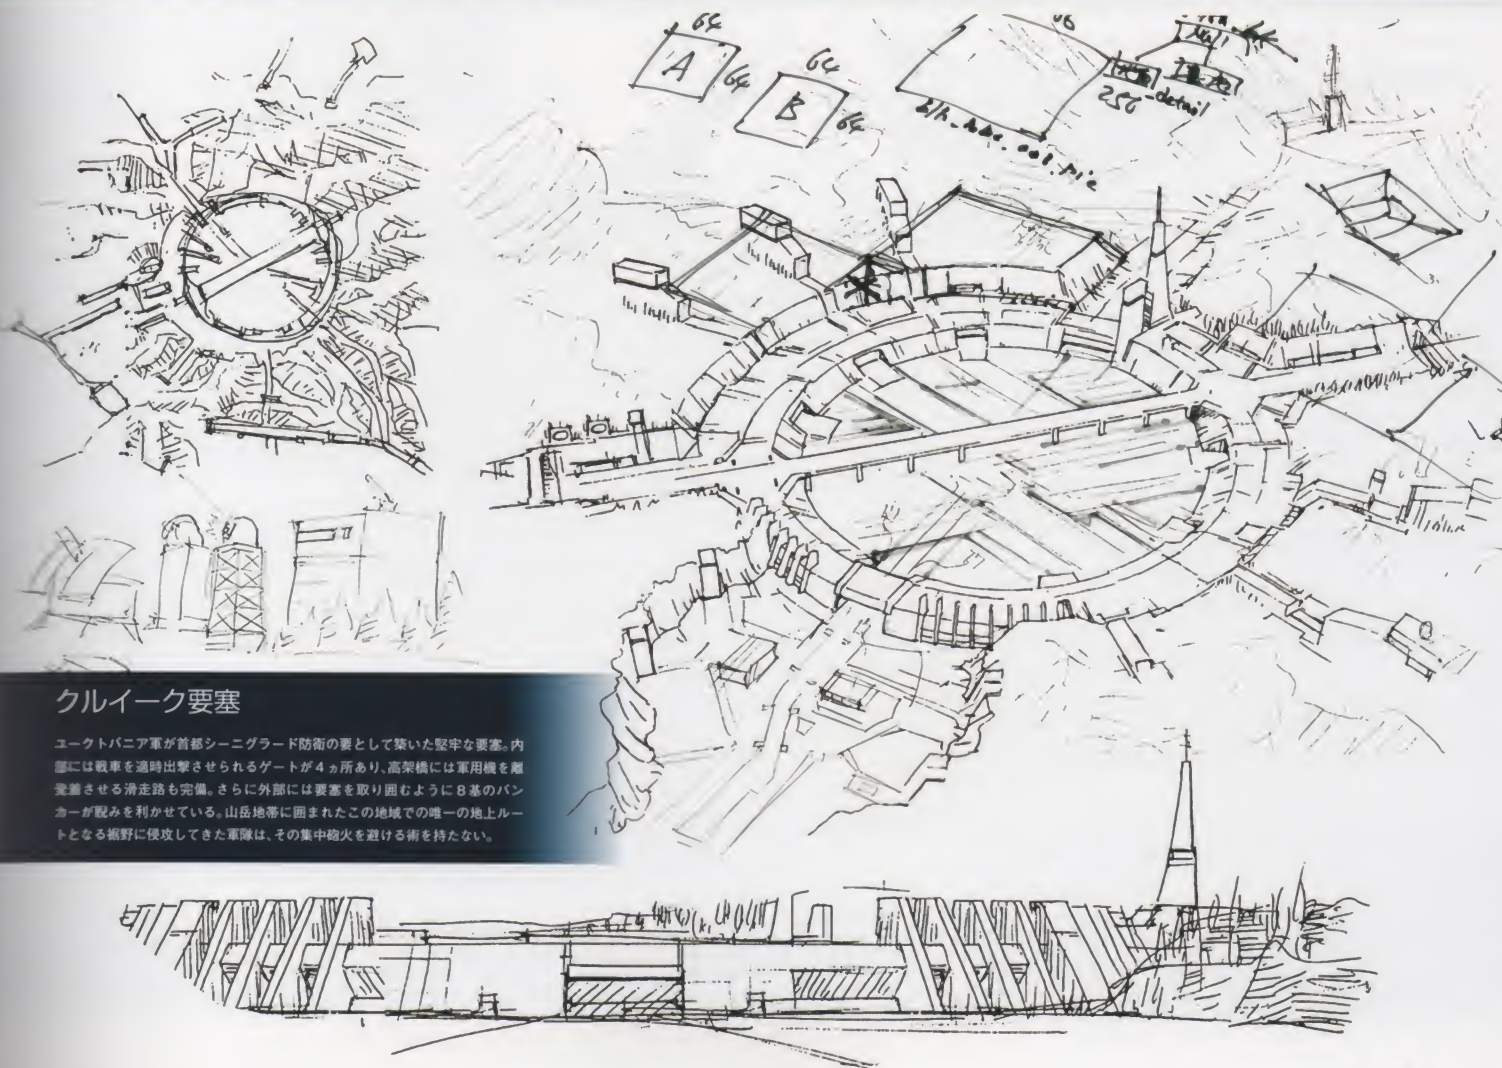 64
A
64
64
B
64
256-detail
クルイーク要塞
ユークトバニア軍が首都シーニグラード防衛の要として築いた堅牢な要塞。内
部には戦車を適時出撃させられるゲートが4ヵ所あり、高架橋には軍用機を離
発着させる滑走路も完備。さらに外部には要塞を取り囲むように8基のバン
カーが睨みを利かせている。山岳地帯に囲まれたこの地域での唯一の地上ルー
トとなる裾野に侵攻してきた軍隊は、その集中砲火を避ける術を持たない。